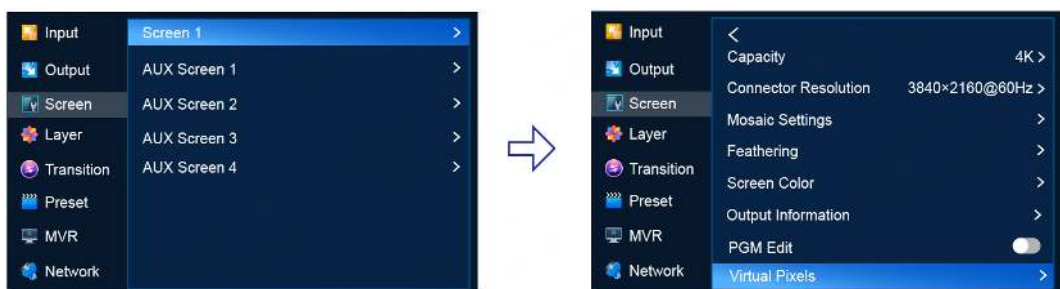 Input
Output
Screen
Layer
Transition
Preset
MVR
Network
Screen 1 >
AUX Screen 1 >
AUX Screen 2 >
AUX Screen 3 >
AUX Screen 4 >
Input
Output
Screen
Layer
Transition
Preset
MVR
Network
<
Capacity 4K >
Connector Resolution 3840×2160@60Hz >
Mosaic Settings >
Feathering >
Screen Color >
Output Information >
PGM Edit
Virtual Pixels >